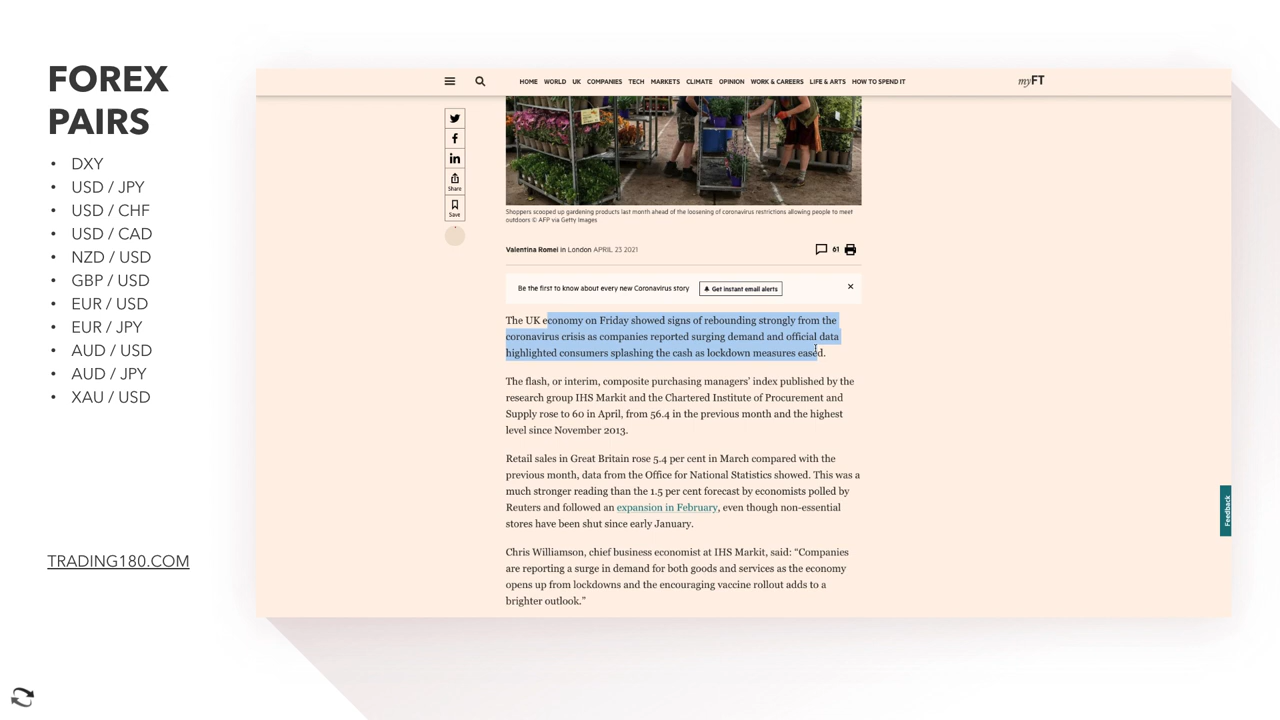 FOREX
PAIRS
• DXY
• USD / JPY
• USD / CHF
• USD / CAD
• NZD / USD
• GBP / USD
• EUR / USD
• EUR / JPY
• AUD / USD
• AUD / JPY
• XAU / USD
TRADING180.COM
HOME WORLD UK COMPANIES TECH MARKETS CLIMATE OPINION WORK & CAREERS LIFE & ARTS HOW TO SPEND IT
myFT
Share
Save
Shoppers scooped up gardening products last month ahead of the loosening of coronavirus restrictions allowing people to meet
outdoors © AFP via Getty Images
Valentina Romei in London APRIL 23 2021
61
Be the first to know about every new Coronavirus story
Get instant email alerts
The UK economy on Friday showed signs of rebounding strongly from the
coronavirus crisis as companies reported surging demand and official data
highlighted consumers splashing the cash as lockdown measures eased.
The flash, or interim, composite purchasing managers' index published by the
research group IHS Markit and the Chartered Institute of Procurement and
Supply rose to 60 in April, from 56.4 in the previous month and the highest
level since November 2013.
Retail sales in Great Britain rose 5.4 per cent in March compared with the
previous month, data from the Office for National Statistics showed. This was a
much stronger reading than the 1.5 per cent forecast by economists polled by
Reuters and followed an expansion in February, even though non-essential
stores have been shut since early January.
Chris Williamson, chief business economist at IHS Markit, said: “Companies
are reporting a surge in demand for both goods and services as the economy
opens up from lockdowns and the encouraging vaccine rollout adds to a
brighter outlook.”
Feedback